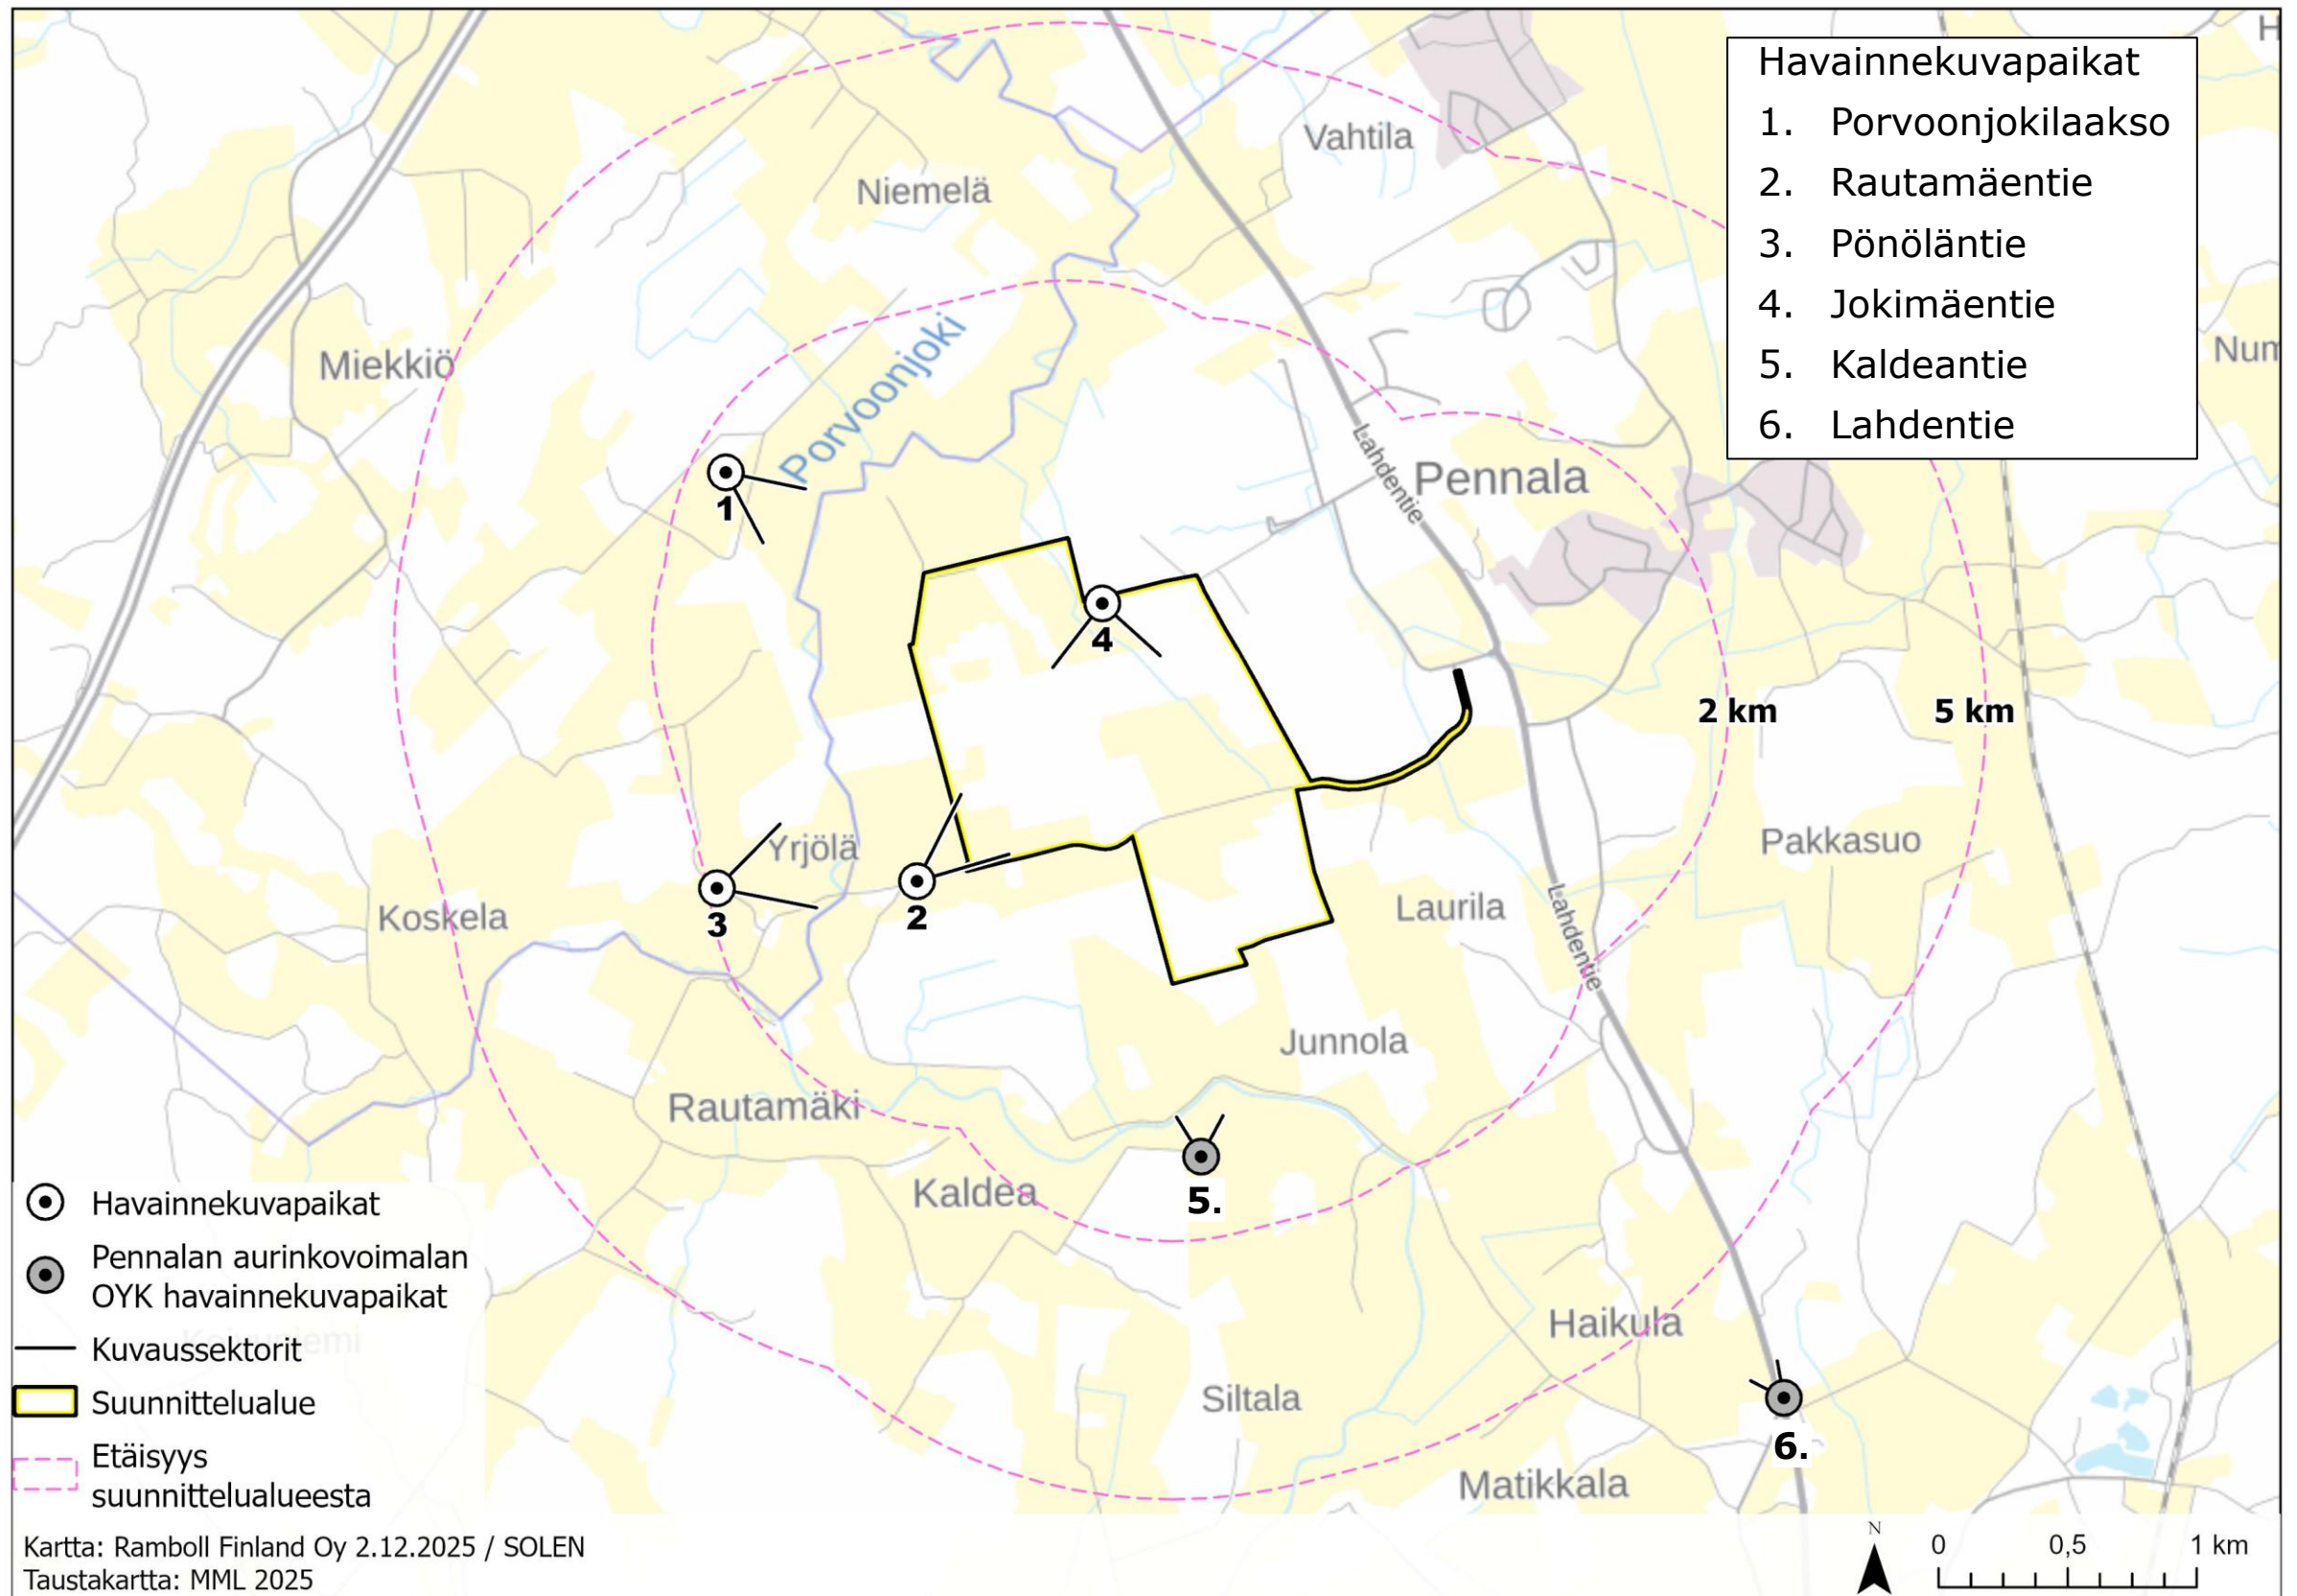 H
Havainnekuvapaikat
1. Porvoonjokilaakso
2. Rautamäentie
3. Pönöläntie
4. Jokimäentie
5. Kaldeantie
6. Lahdentie
Vahtila
Niemelä
Num
Miekkiö
Porvoonjoki
Lahdentie
Pennala
1
4
2 km
5 km
Yrjölä
Pakkasuo
3
2
Koskela
Laurila
Lahdentie
Junnola
Rautamäki
Kaldea
5.
Haikula
Siltala
6.
Matikkala
Havainnekuvapaikat
Pennalan aurinkovoimalan
OYK havainnekuvapaikat
Kuvaussektorit
Suunnittelualue
Etäisyys
suunnittelualueesta
Kartta: Ramboll Finland Oy 2.12.2025 / SOLEN
Taustakartta: MML 2025
N
0 0,5 1 km